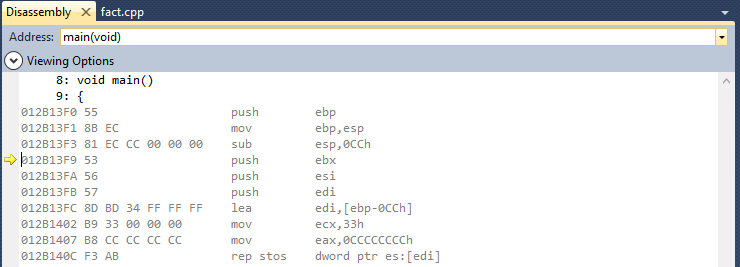 Disassembly fact.cpp
Address: main(void)
Viewing Options
8: void main()
9: {
012B13F0 55 push ebp
012B13F1 8B EC mov ebp,esp
012B13F3 81 EC CC 00 00 00 sub esp,0CCh
012B13F9 53 push ebx
012B13FA 56 push esi
012B13FB 57 push edi
012B13FC 8D BD 34 FF FF FF lea edi,[ebp-0CCh]
012B1402 B9 33 00 00 00 mov ecx,33h
012B1407 B8 CC CC CC CC mov eax,0CCCCCCCCh
012B140C F3 AB rep stos dword ptr es:[edi]